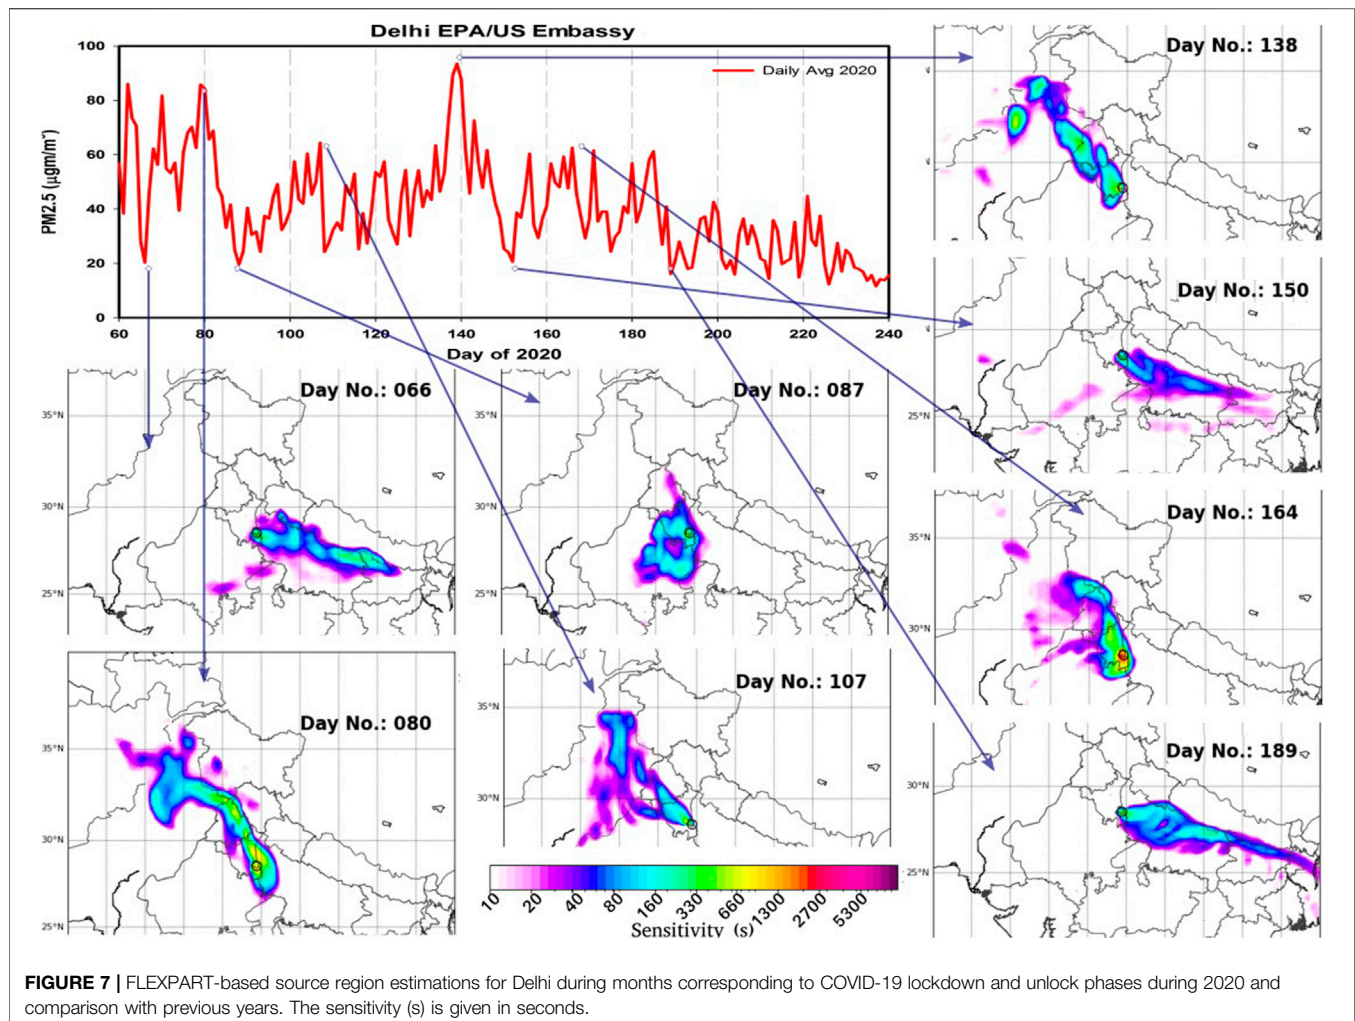 Delhi EPA/US Embassy
100
80
60
40
20
0
PM2.5 (µgm/m³)
Daily Avg 2020
60 80 100 120 140 160 180 200 220 240
Day of 2020
Day No.: 138
N
N
Day No.: 150
N
25°N
Day No.: 066
35°N
30°N
25°N
Day No.: 087
35°N
30°N
25°N
Day No.: 164
35°N
30°N
Day No.: 080
35°N
30°N
25°N
Day No.: 107
35°N
30°N
Day No.: 189
30°N
25°N
10 20 40 80 160 330 660 1300 2700 5300
Sensitivity (s)
FIGURE 7 | FLEXPART-based source region estimations for Delhi during months corresponding to COVID-19 lockdown and unlock phases during 2020 and
comparison with previous years. The sensitivity (s) is given in seconds.